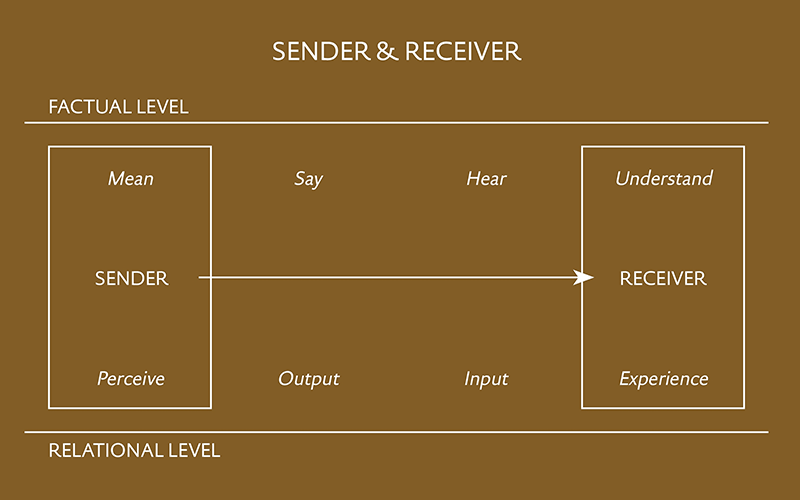 SENDER & RECEIVER
FACTUAL LEVEL
Mean Say Hear Understand
SENDER RECEIVER
Perceive Output Input Experience
RELATIONAL LEVEL